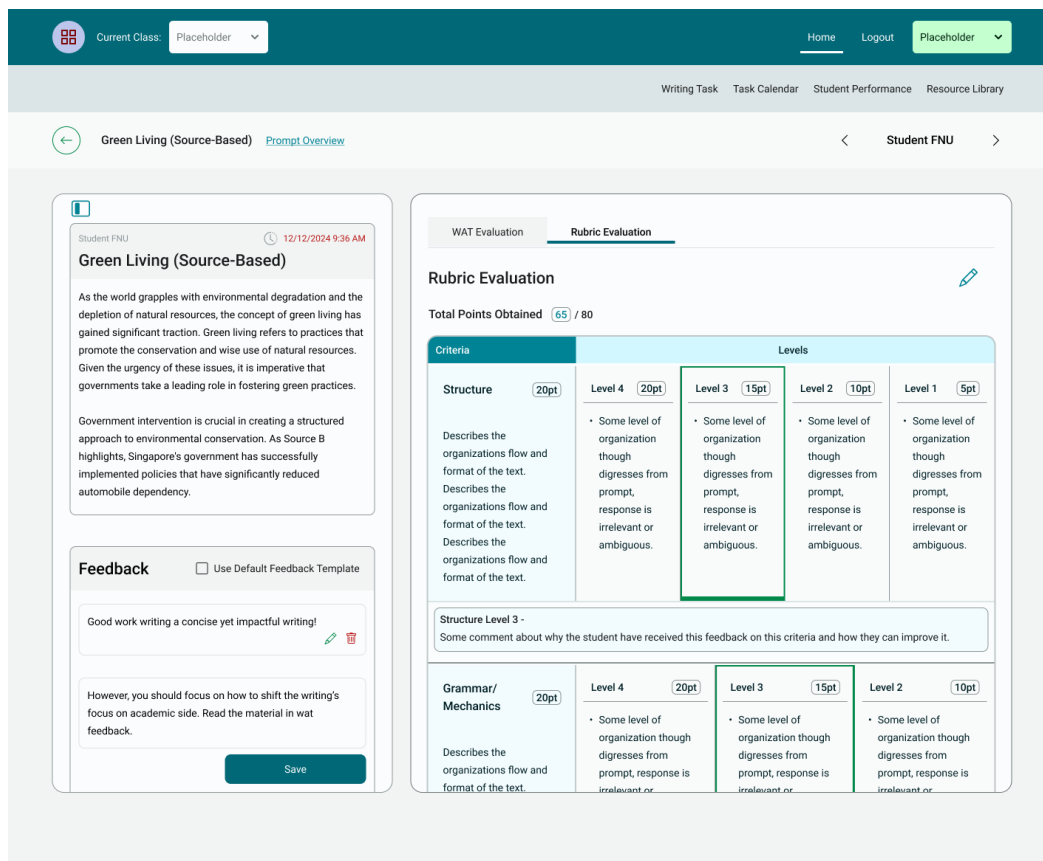 Current Class:
Placeholder
Home
Logout
Placeholder
Writing Task
Task Calendar
Student Performance
Resource Library
Green Living (Source-Based)
Prompt Overview
Student FNU
Student FNU
12/12/2024 9:36 AM
Green Living (Source-Based)
As the world grapples with environmental degradation and the
depletion of natural resources, the concept of green living has
gained significant traction. Green living refers to practices that
promote the conservation and wise use of natural resources.
Given the urgency of these issues, it is imperative that
governments take a leading role in fostering green practices.
Government intervention is crucial in creating a structured
approach to environmental conservation. As Source B
highlights, Singapore's government has successfully
implemented policies that have significantly reduced
automobile dependency.
Feedback
Use Default Feedback Template
Good work writing a concise yet impactful writing!
However, you should focus on how to shift the writing's
focus on academic side. Read the material in wat
feedback.
Save
WAT Evaluation
Rubric Evaluation
Rubric Evaluation
Total Points Obtained 65 / 80
Criteria
Levels
Structure
20pt
Describes the
organizations flow and
format of the text.
Describes the
organizations flow and
format of the text.
Describes the
organizations flow and
format of the text.
Level 4
20pt
• Some level of
organization
though
digresses from
prompt,
response is
irrelevant or
ambiguous.
Level 3
15pt
• Some level of
organization
though
digresses from
prompt,
response is
irrelevant or
ambiguous.
Level 2
10pt
• Some level of
organization
though
digresses from
prompt,
response is
irrelevant or
ambiguous.
Level 1
5pt
• Some level of
organization
though
digresses from
prompt,
response is
irrelevant or
ambiguous.
Structure Level 3 -
Some comment about why the student have received this feedback on this criteria and how they can improve it.
Grammar/
Mechanics
20pt
Describes the
organizations flow and
format of the text.
Level 4
20pt
• Some level of
organization though
digresses from
prompt, response is
irrelevant or
Level 3
15pt
• Some level of
organization though
digresses from
prompt, response is
irrelevant or
Level 2
10pt
• Some level of
organization though
digresses from
prompt, response is
irrelevant or